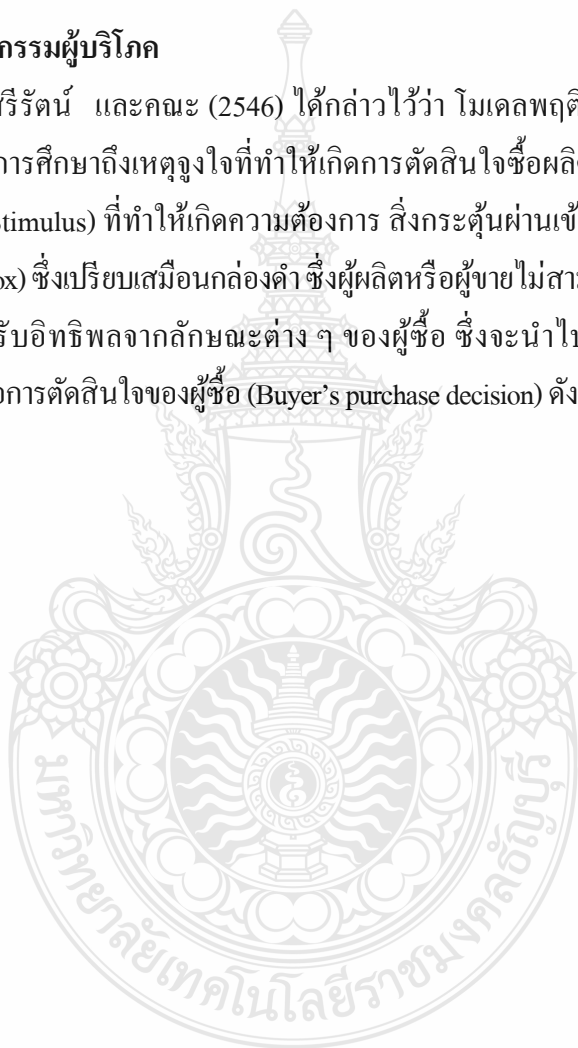 กรรมผู้บริโภค
สรีรัตน์ และคณะ (2546) ได้กล่าวไว้ว่า โมเดลพฤติ
การศึกษาถึงเหตุจูงใจที่ทำให้เกิดการตัดสินใจซื้อผลิต
Stimulus) ที่ทำให้เกิดความต้องการ สิ่งกระตุ้นผ่านเข้
ox) ซึ่งเปรียบเสมือนกล่องดำ ซึ่งผู้ผลิตหรือผู้ขายไม่สา
รับอิทธิพลจากลักษณะต่าง ๆ ของผู้ซื้อ ซึ่งจะนำไป
อการตัดสินใจของผู้ซื้อ (Buyer’s purchase decision) ดัง
มหาวิทยาลัยเทคโนโลยีราชมงคลธัญบุรี